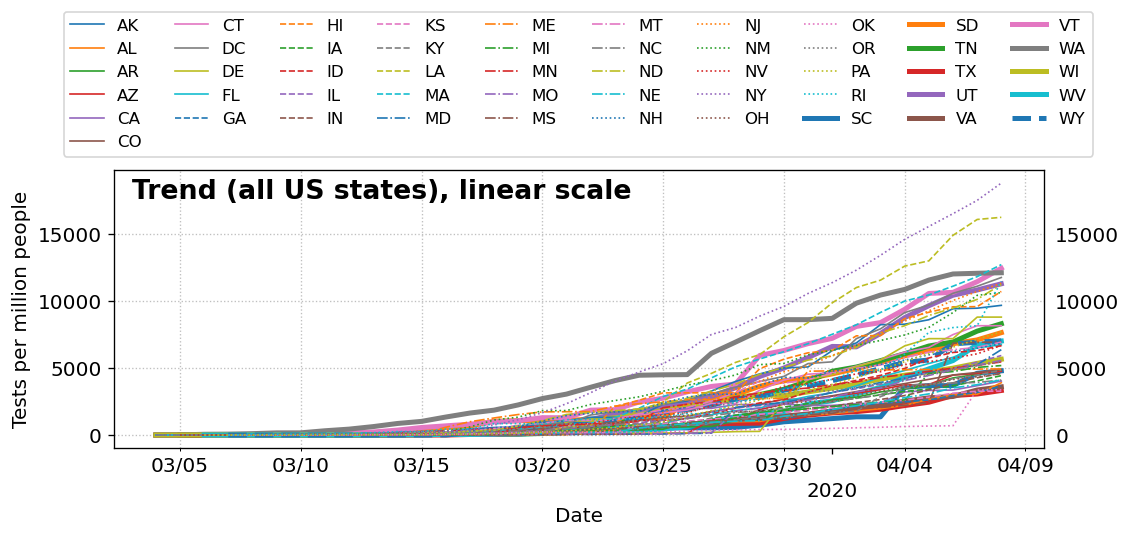 AK CT HI KS ME MT NJ OK SD VT
AL DC IA KY MI NC NM OR TN WA
AR DE ID LA MN ND NV PA TX WI
AZ FL IL MA MO NE NY RI UT WV
CA GA IN MD MS NH OH SC VA WY
CO
Trend (all US states), linear scale
Tests per million people
15000 15000
10000 10000
5000 5000
0 0
03/05 03/10 03/15 03/20 03/25 03/30 04/04 04/09
2020
Date